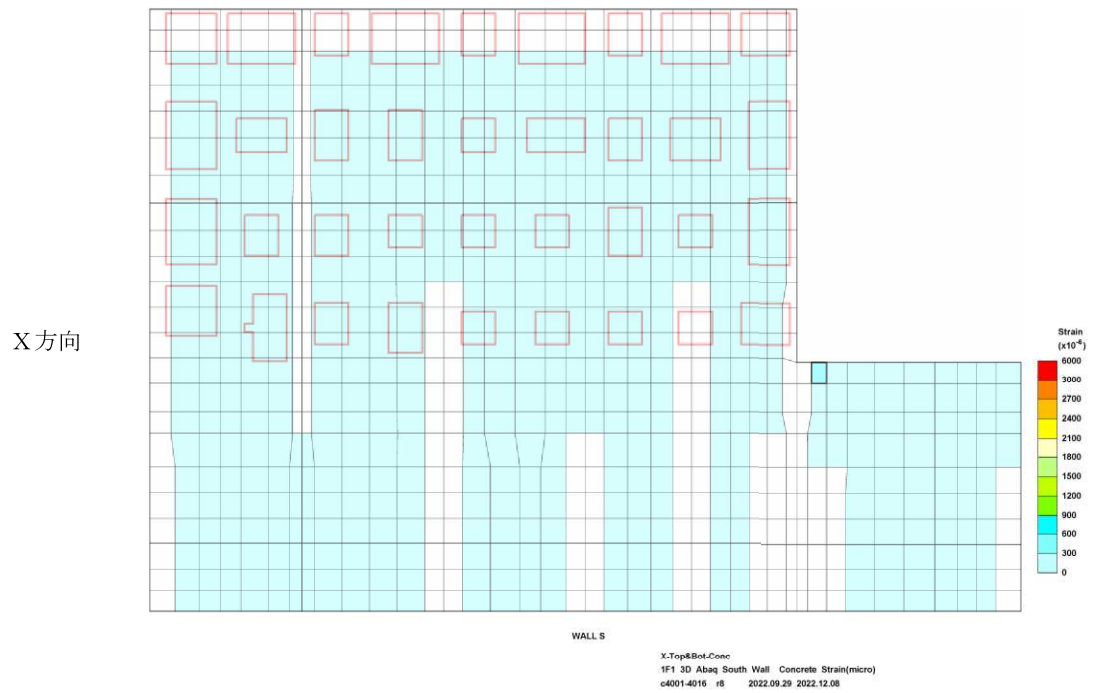 X方向
Strain
(x10⁻⁶)
6000
3000
2700
2400
2100
1800
1500
1200
900
600
300
0
WALL S
X-Top&Bot-Conc
1F1 3D Abaq South Wall Concrete Strain(micro)
c4001-4016 r8 2022.09.29 2022.12.08